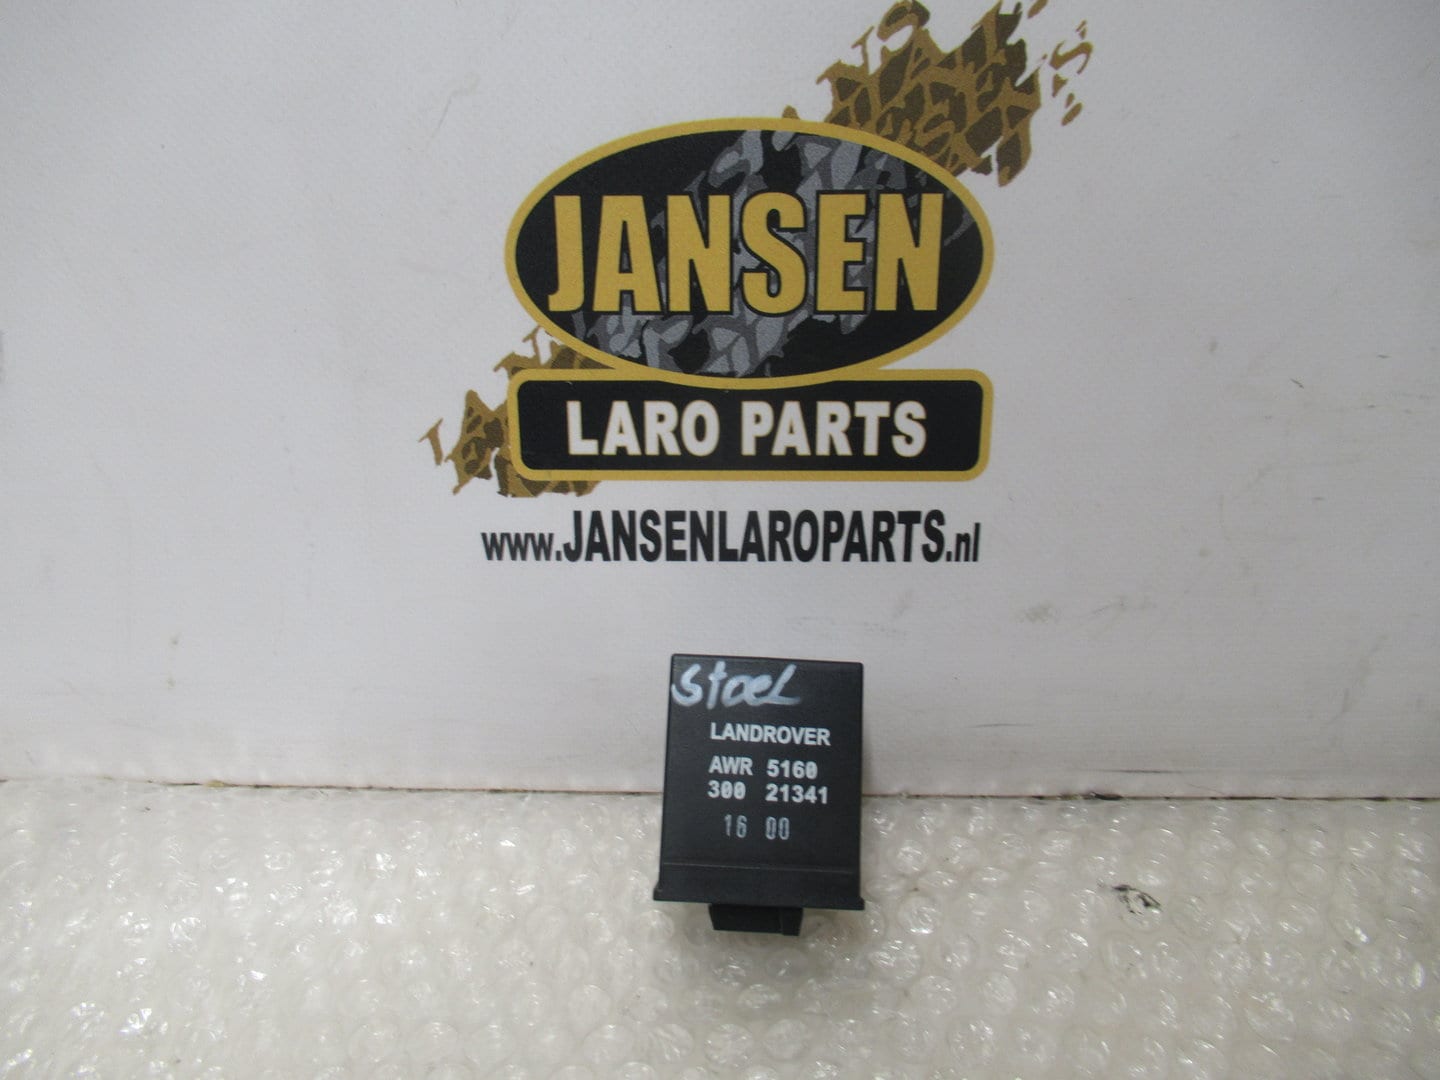 JANSEN
LARO PARTS
www.JANSENLAROPARTS.nl
Stoel
LANDROVER
AWR 5160
300 21341
16 00